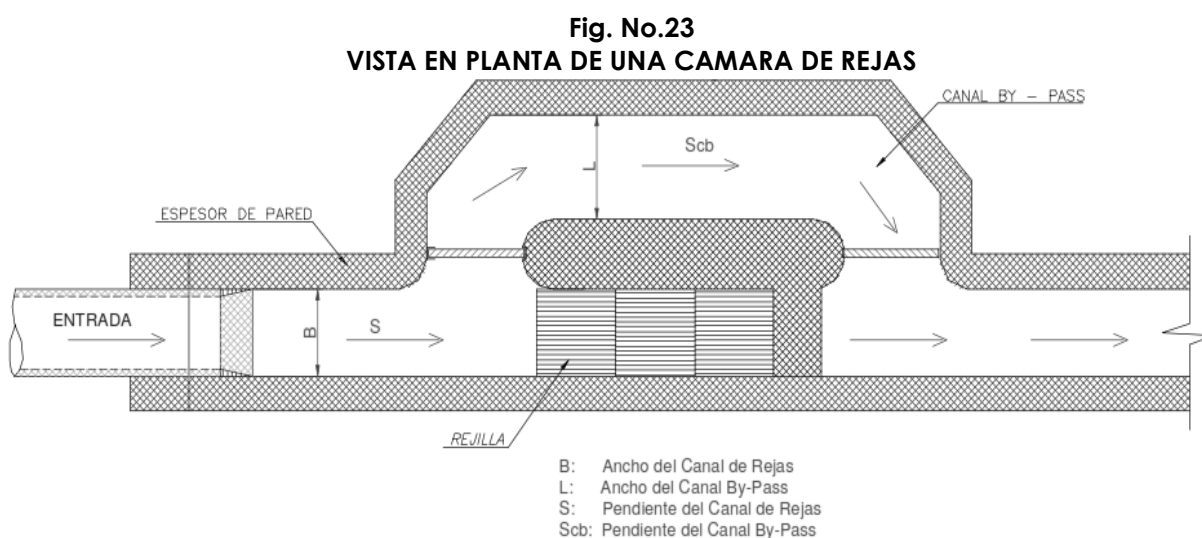 Fig. No.23
VISTA EN PLANTA DE UNA CAMARA DE REJAS
CANAL BY - PASS
Scb
L
ESPESOR DE PARED
ENTRADA
B
S
REJILLA
B: Ancho del Canal de Rejas
L: Ancho del Canal By-Pass
S: Pendiente del Canal de Rejas
Scb: Pendiente del Canal By-Pass